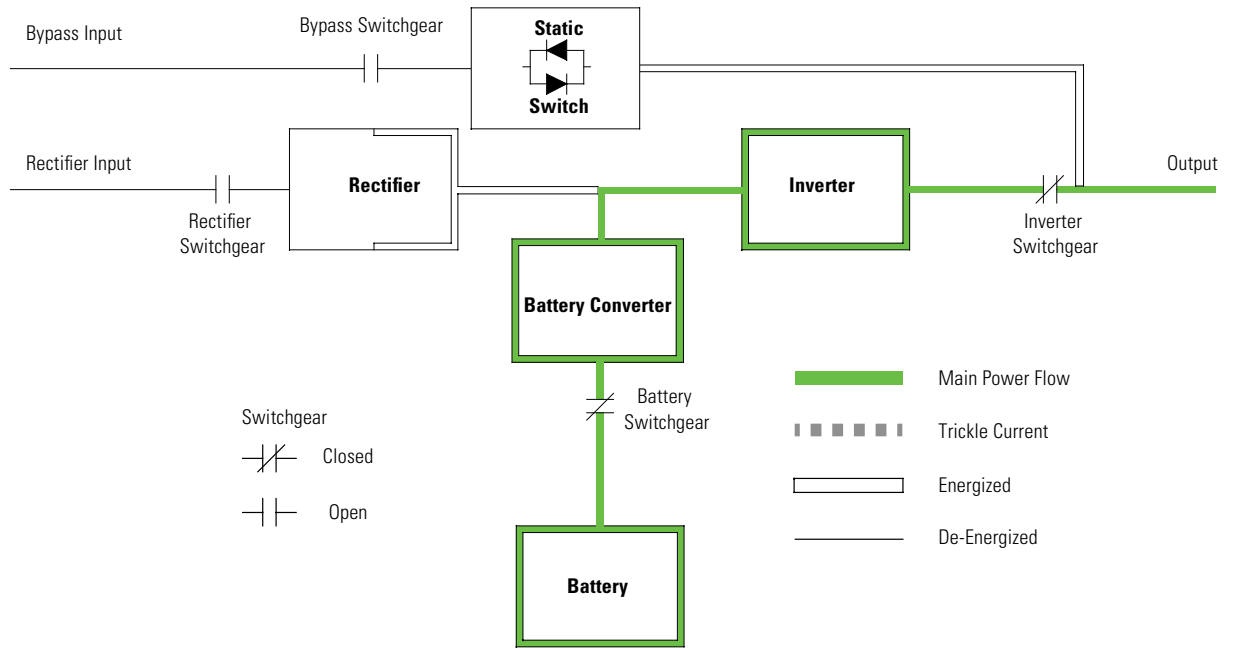 Bypass Input
Bypass Switchgear
Static
Switch
Rectifier Input
Rectifier
Switchgear
Rectifier
Inverter
Inverter
Switchgear
Output
Battery Converter
Battery
Switchgear
Battery
Switchgear
Closed
Open
Main Power Flow
Trickle Current
Energized
De-Energized